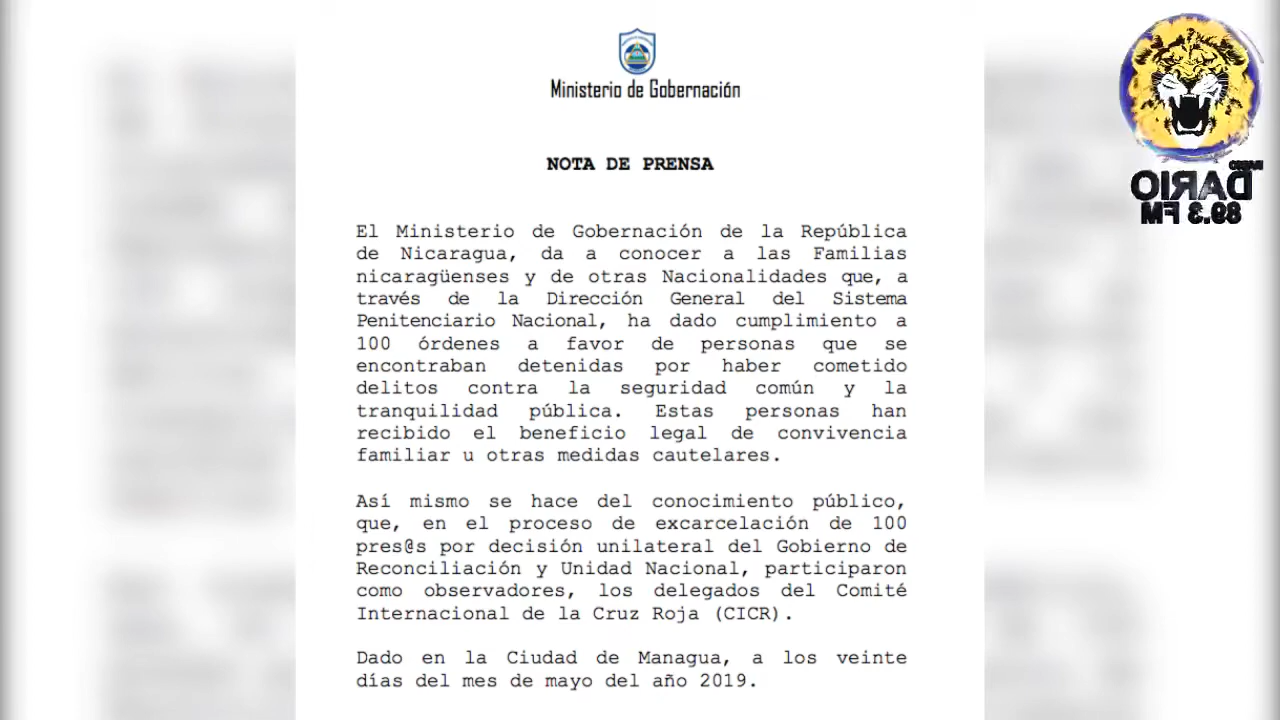 Ministerio de Gobernación
NOTA DE PRENSA
El Ministerio de Gobernación de la República
de Nicaragua, da a conocer a las Familias
nicaragüenses y de otras Nacionalidades que, a
través de la Dirección General del Sistema
Penitenciario Nacional, ha dado cumplimiento a
100 órdenes a favor de personas que se
encontraban detenidas por haber cometido
delitos contra la seguridad común y la
tranquilidad pública. Estas personas han
recibido el beneficio legal de convivencia
familiar u otras medidas cautelares.
Así mismo se hace del conocimiento público,
que, en el proceso de excarcelación de 100
pres@s por decisión unilateral del Gobierno de
Reconciliación y Unidad Nacional, participaron
como observadores, los delegados del Comité
Internacional de la Cruz Roja (CICR).
Dado en la Ciudad de Managua, a los veinte
días del mes de mayo del año 2019.
RADIO
DARIO
89.3 FM